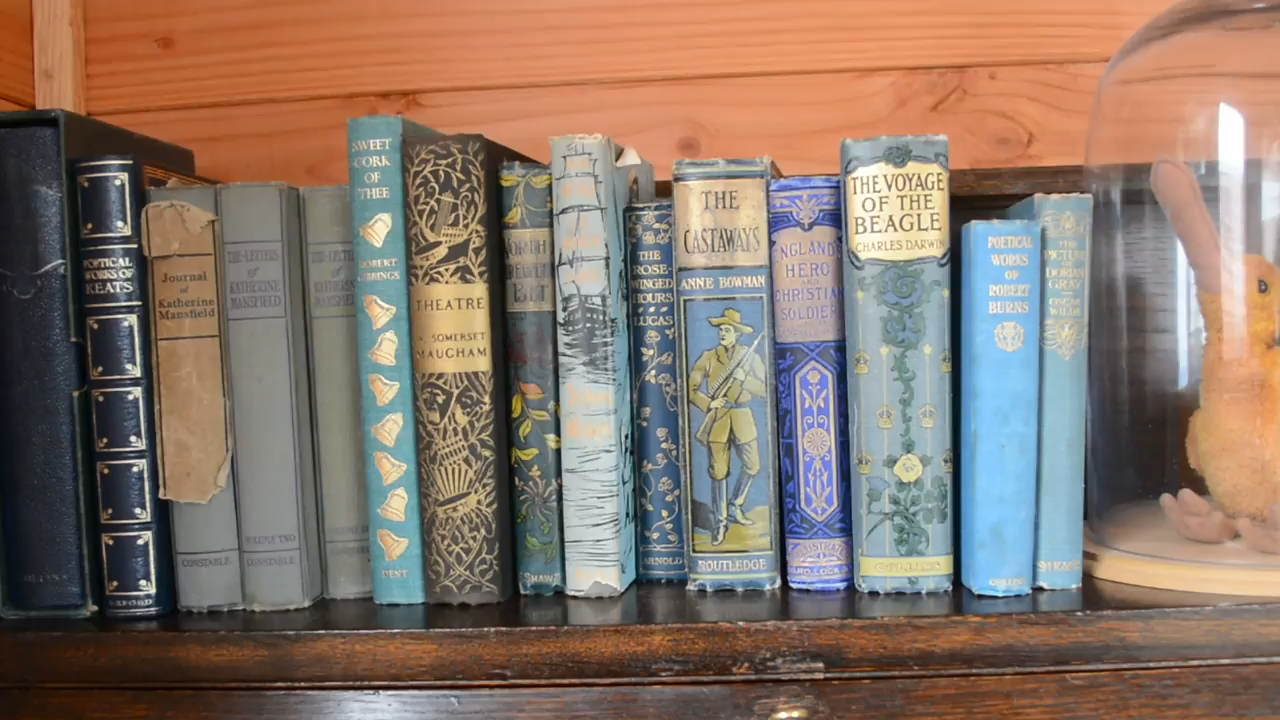 POETICAL
WORKS OF
KEATS
OXFORD
Journal
of
Katherine
Mansfield
CONSTABLE
THE LETTERS
of
KATHERINE
MANSFIELD
VOLUME TWO
CONSTABLE
SWEET
CORK
OF
THEE
ROBERT
GIBBINGS
DENT
THEATRE
W. SOMERSET
MAUGHAM
SHAW
THE
ROSE-
WINGED
HOURS
LUCAS
ARNOLD
THE
CASTAWAYS
ANNE BOWMAN
ROUTLEDGE
ENGLAND'S
HERO
AND
CHRISTIAN
SOLDIER
THE VOYAGE
OF THE
BEAGLE
CHARLES DARWIN
COLLINS
POETICAL
WORKS
OF
ROBERT
BURNS
COLLINS
THE
PICTURE
OF
DORIAN
GRAY
OSCAR
WILDE